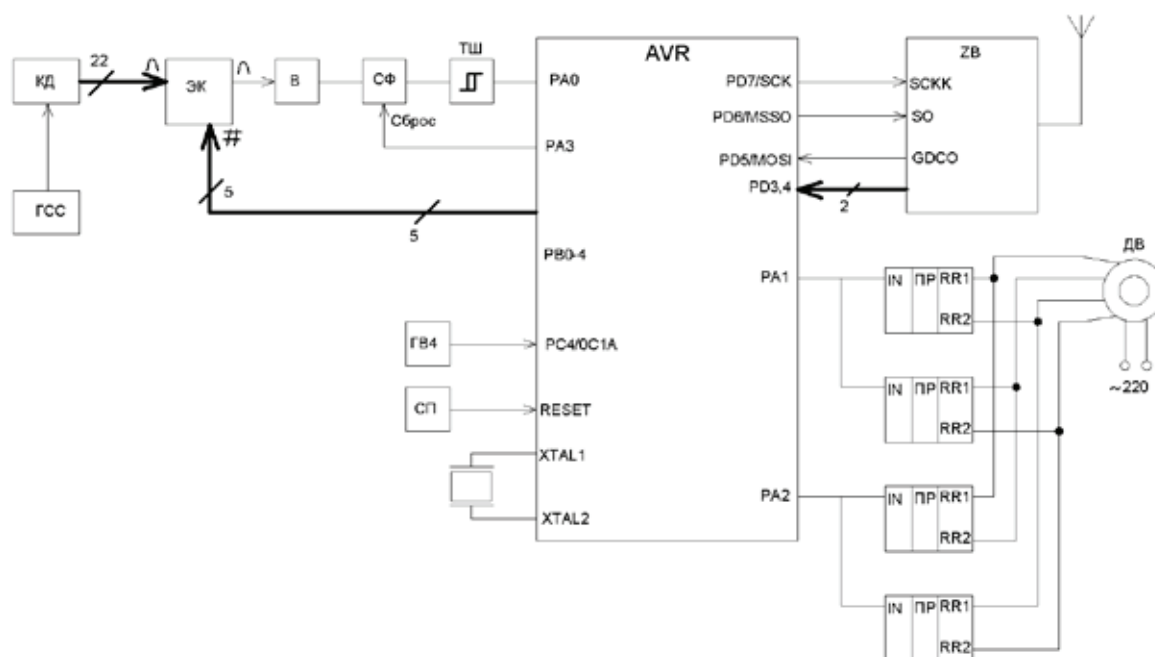 ТШ
AVR
ZB
22
КД
ЭК
В
СФ
PA0
PD7/SCK
SCKK
PD6/MSSO
SO
Сброс
#
PA3
PD5/MOSI
GDCO
PD3,4
2
ГСС
5
5
PB0-4
ДВ
PA1
IN ПР RR1
RR2
ГВ4
PC4/0C1A
~220
IN ПР RR1
RR2
СП
RESET
XTAL1
XTAL2
PA2
IN ПР RR1
RR2
IN ПР RR1
RR2